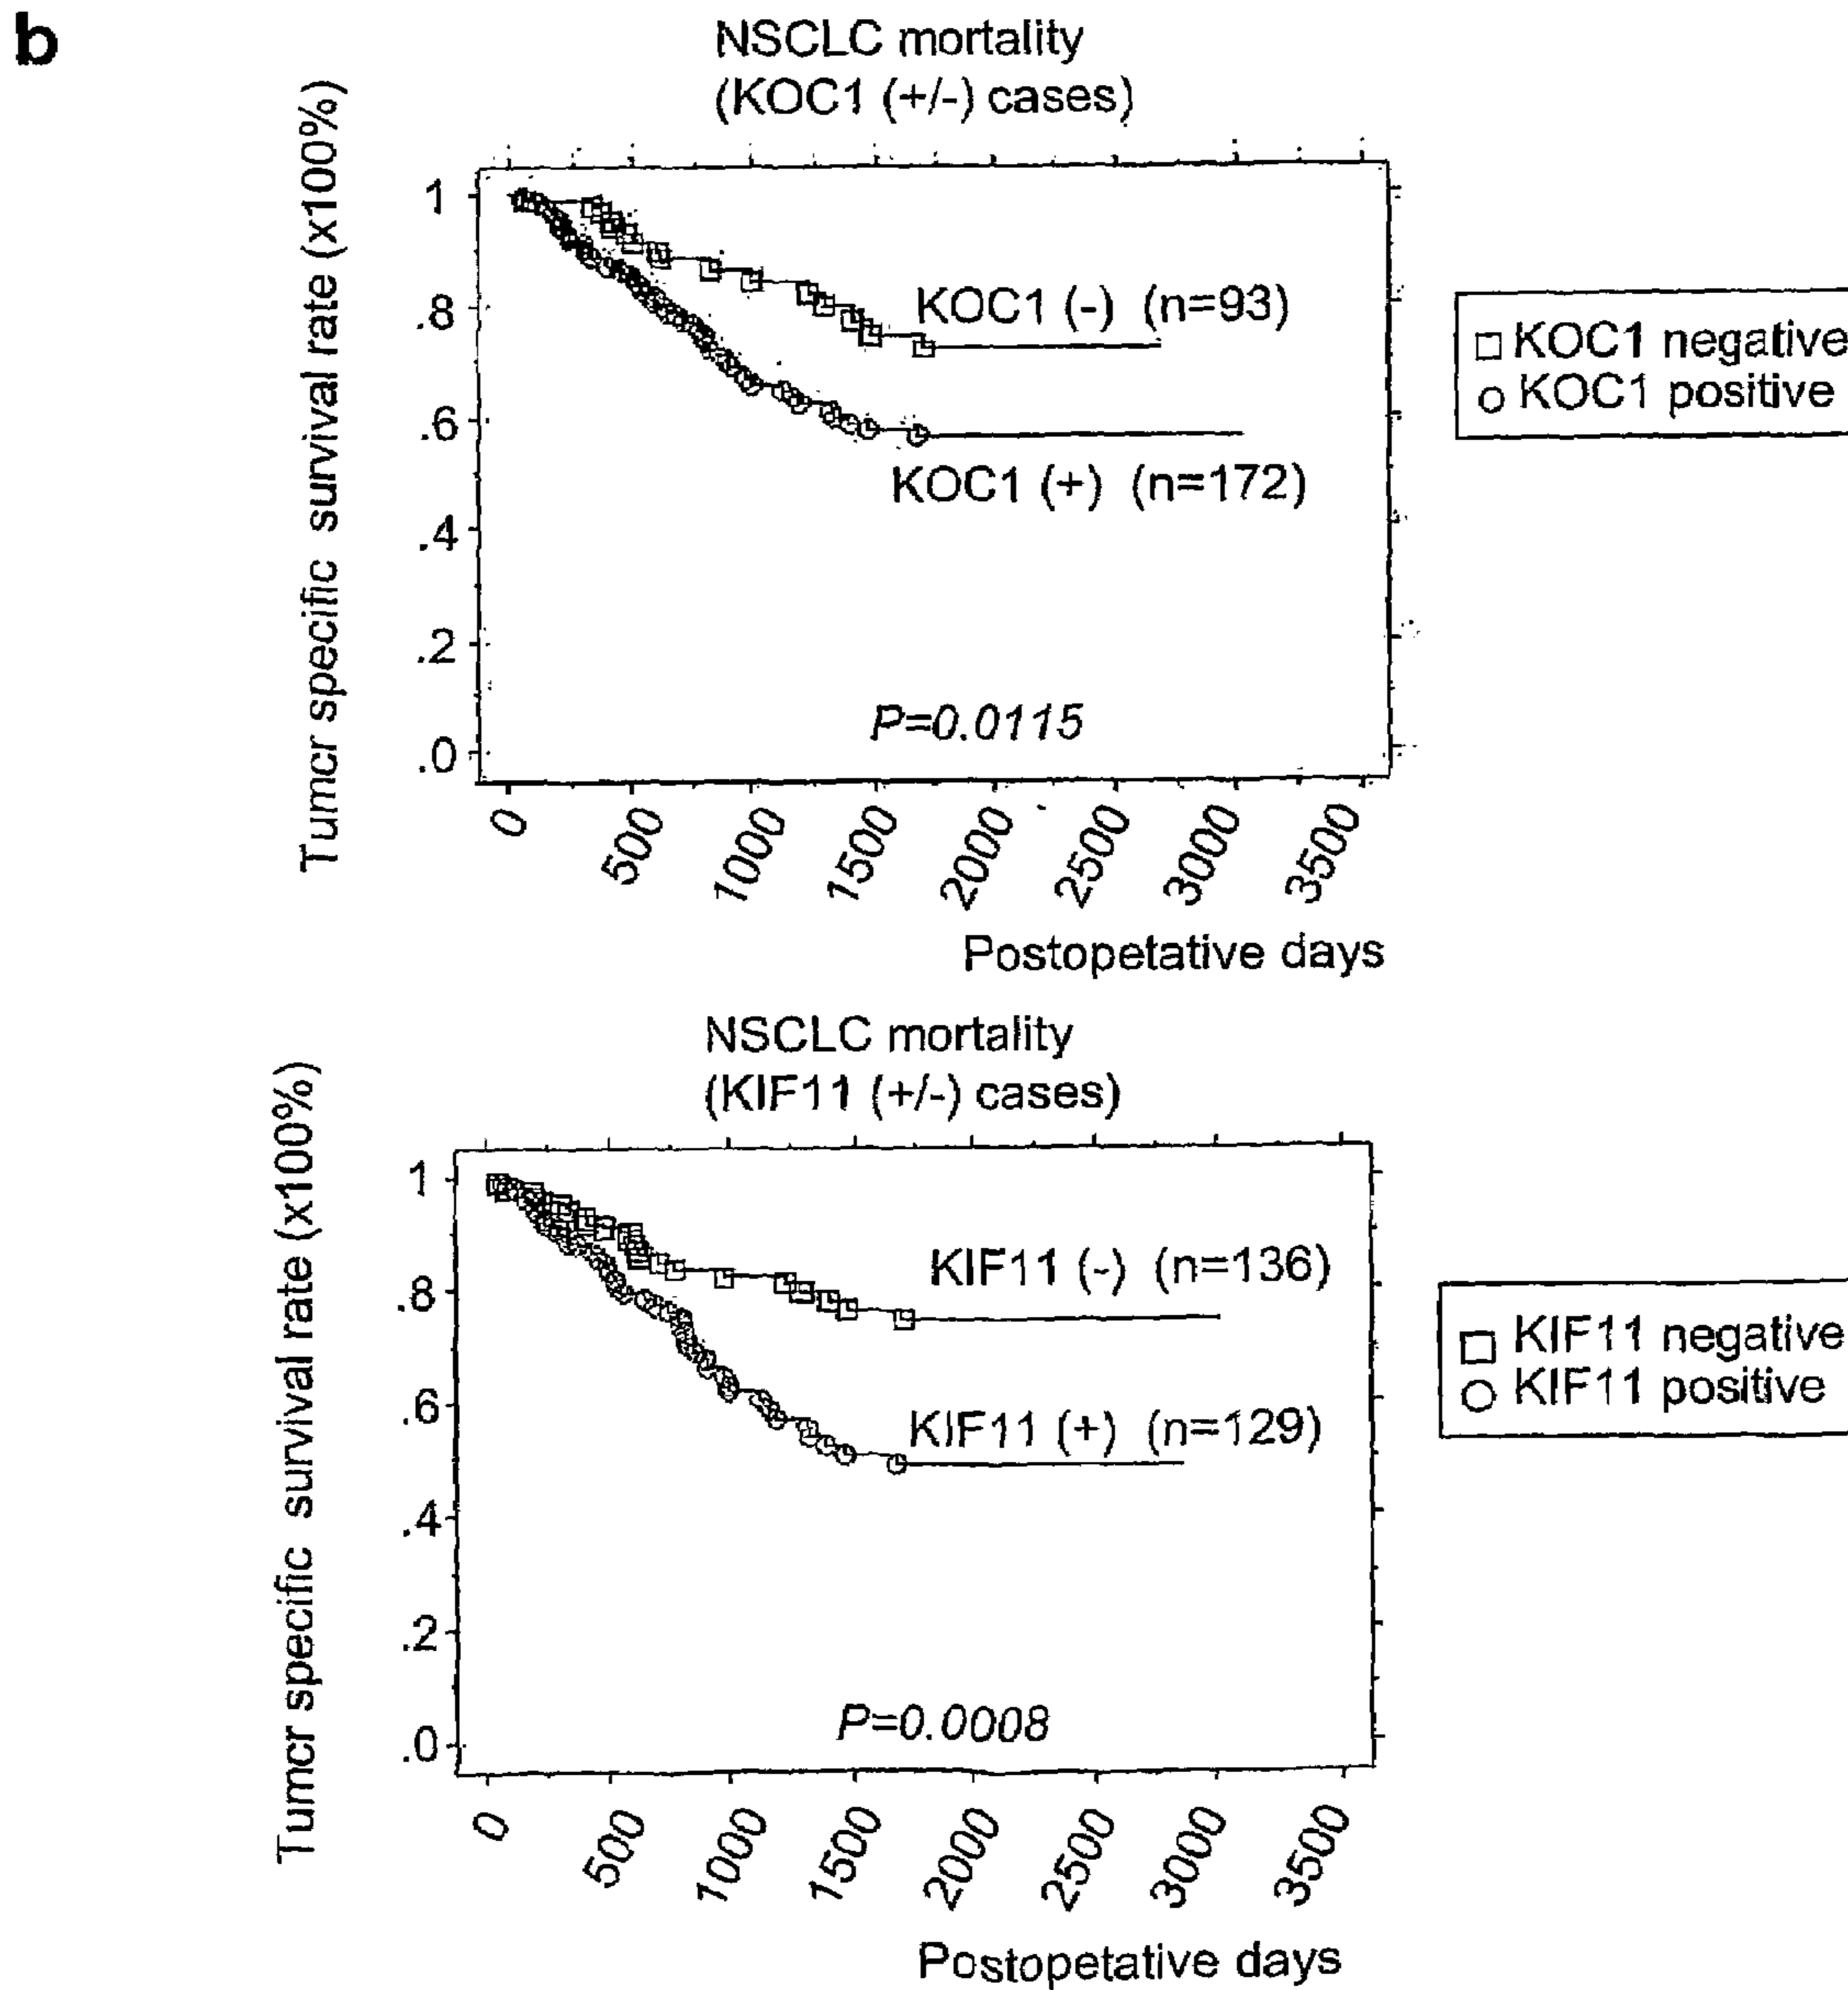 b
NSCLC mortality
(KOC1 (+/-) cases)
Tumcr specific survival rate (x100%)
1
.8
.6
.4
.2
.0
KOC1 (-) (n=93)
KOC1 (+) (n=172)
P=0.0115
0 500 1000 1500 2000 2500 3000 3500
Postopetative days
KOC1 negative
KOC1 positive
NSCLC mortality
(KIF11 (+/-) cases)
Tumcr specific survival rate (x100%)
1
.8
.6
.4
.2
.0
KIF11 (-) (n=136)
KIF11 (+) (n=129)
P=0.0008
0 500 1000 1500 2000 2500 3000 3500
Postopetative days
KIF11 negative
KIF11 positive